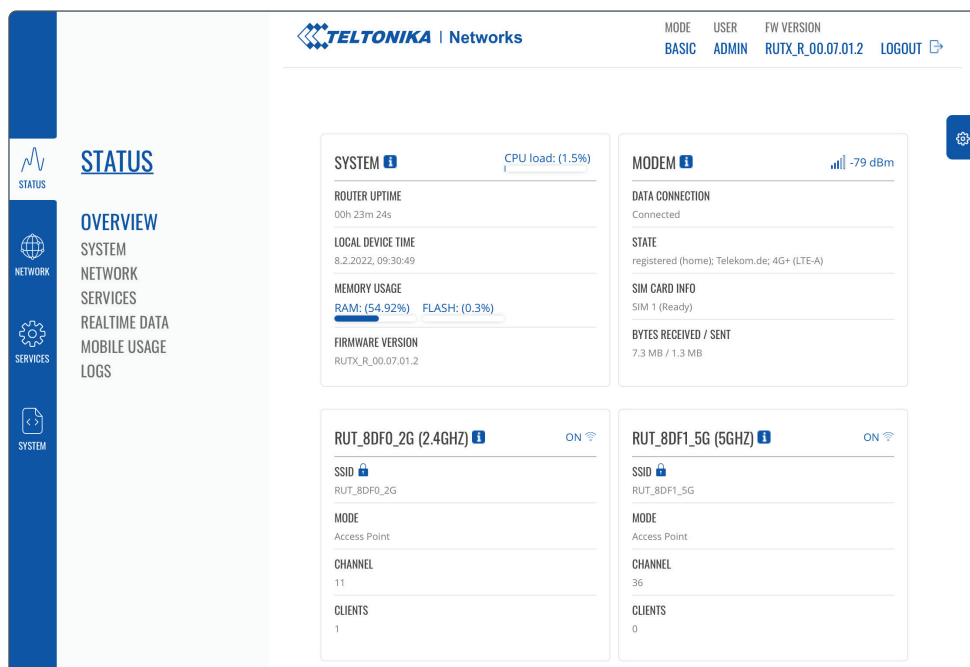 TELTONIKA | Networks
MODE USER FW VERSION
BASIC ADMIN RUTX_R_00.07.01.2 LOGOUT
STATUS
NETWORK
SERVICES
SYSTEM
STATUS
OVERVIEW
SYSTEM
NETWORK
SERVICES
REALTIME DATA
MOBILE USAGE
LOGS
SYSTEM i CPU load: (1.5%)
ROUTER UPTIME
00h 23m 24s
LOCAL DEVICE TIME
8.2.2022, 09:30:49
MEMORY USAGE
RAM: (54.92%) FLASH: (0.3%)
FIRMWARE VERSION
RUTX_R_00.07.01.2
MODEM i -79 dBm
DATA CONNECTION
Connected
STATE
registered (home); Telekom.de; 4G+ (LTE-A)
SIM CARD INFO
SIM 1 (Ready)
BYTES RECEIVED / SENT
7.3 MB / 1.3 MB
RUT_8DF0_2G (2.4GHZ) i ON
SSID
RUT_8DF0_2G
MODE
Access Point
CHANNEL
11
CLIENTS
1
RUT_8DF1_5G (5GHZ) i ON
SSID
RUT_8DF1_5G
MODE
Access Point
CHANNEL
36
CLIENTS
0